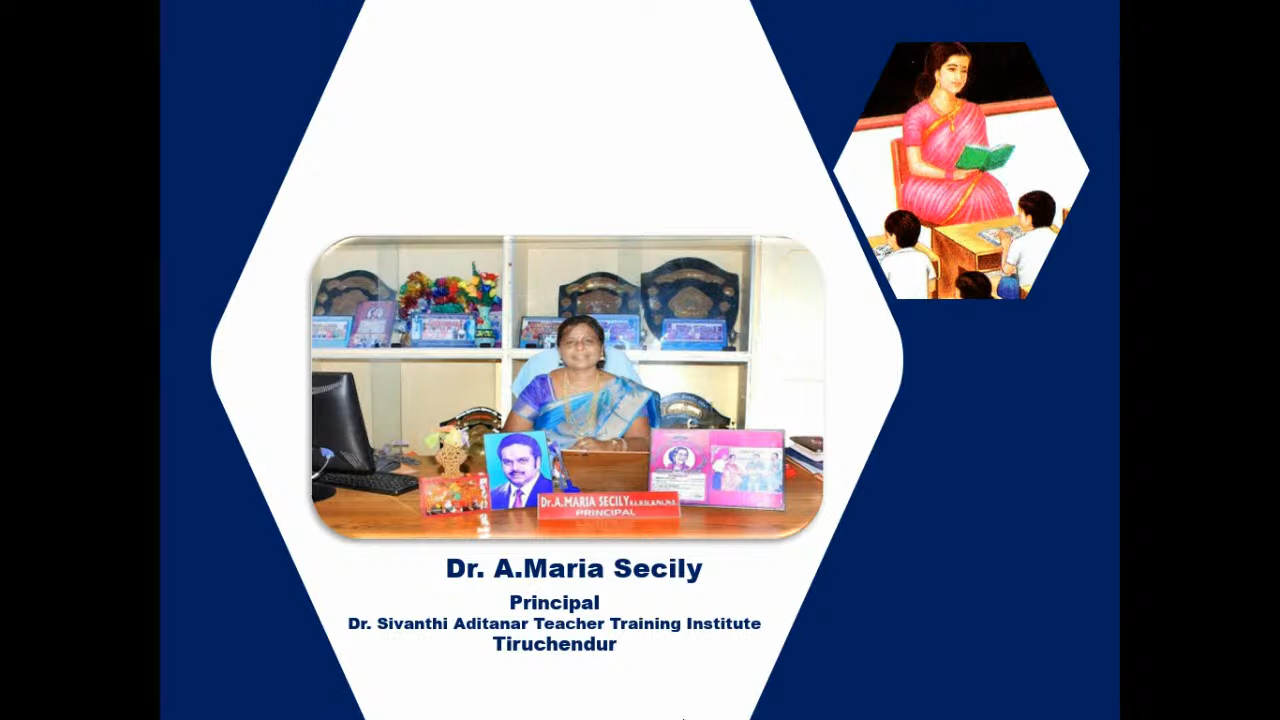 Dr.A.MARIA SECILY
PRINCIPAL
Dr. A.Maria Secily
Principal
Dr. Sivanthi Aditanar Teacher Training Institute
Tiruchendur